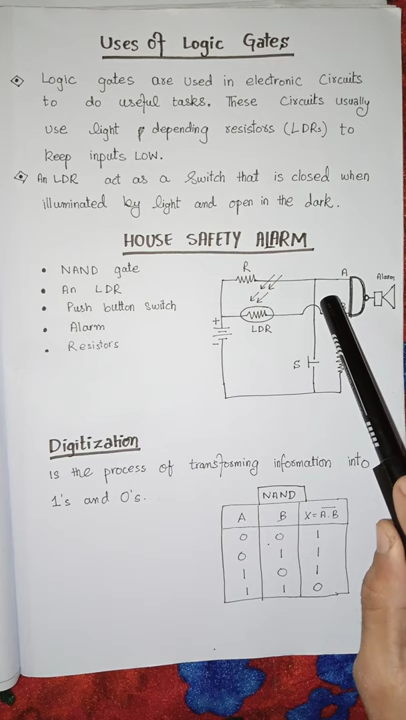 Uses of Logic Gates
Logic gates are used in electronic Circuits
to do useful tasks. These Circuits usually
use light depending resistors (LDRs) to
keep inputs LOW.
An LDR act as a Switch that is closed when
illuminated by light and open in the dark.
HOUSE SAFETY ALARM
• NAND gate
• An LDR
• Push button switch
• Alarm
• Resistors
R
A
Alarm
+
LDR
-
S
Digitization
is the process of transforming information into
1's and 0's.
NAND
A B X = A̅.̅B̅
0 0 1
0 1 1
1 0 1
1 1 0